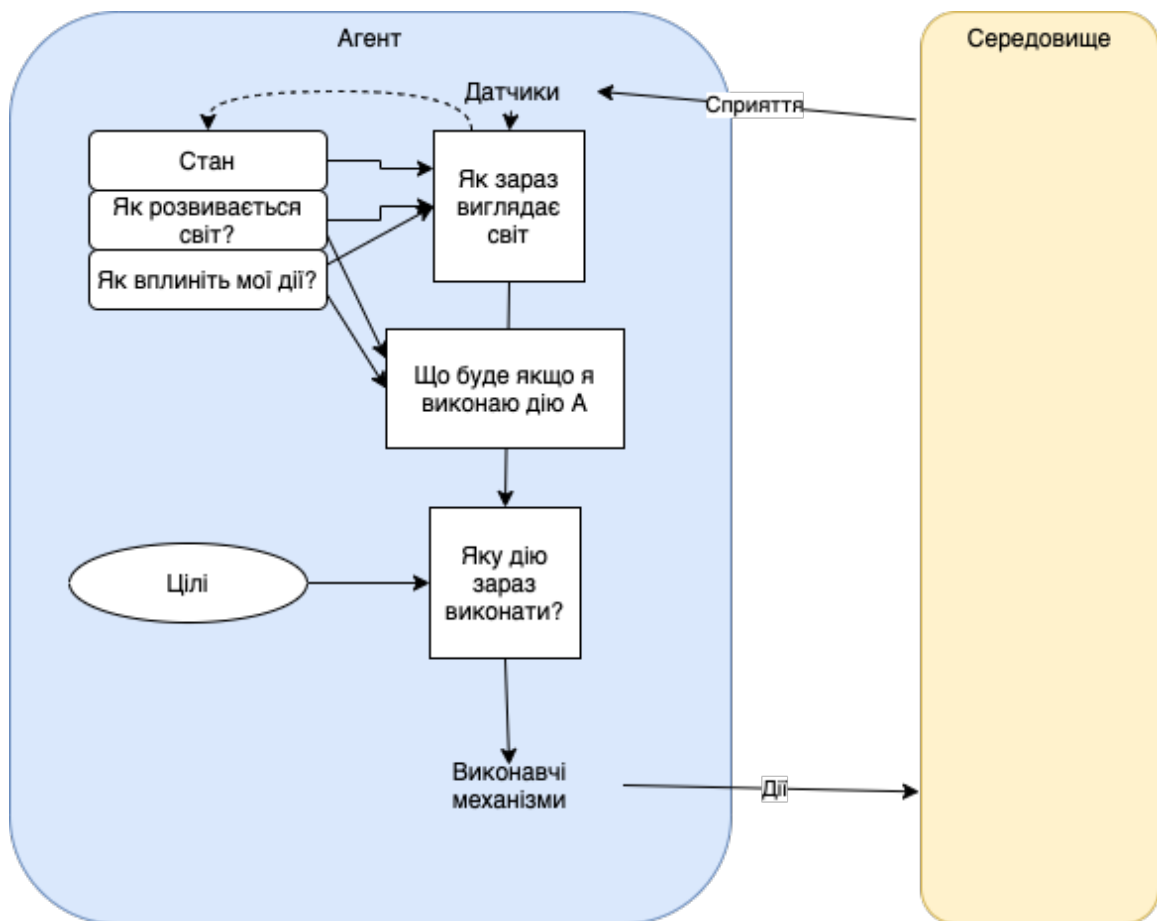 Агент
Середовище
Датчики
Сприяття
Стан
Як розвивається
світ?
Як вплиніть мої дії?
Як зараз
виглядає
світ
Що буде якщо я
виконаю дію А
Цілі
Яку дію
зараз
виконати?
Виконавчі
механізми
Дії